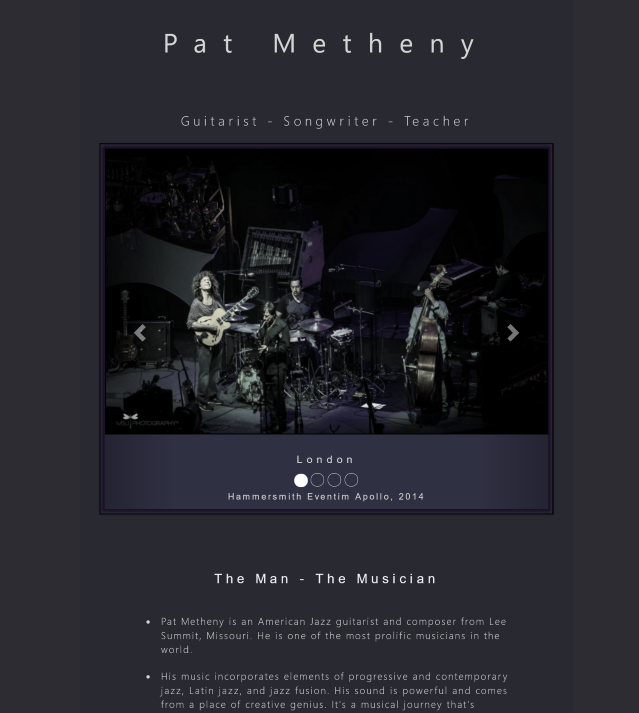 Pat Metheny
Guitarist - Songwriter - Teacher
MSJ PHOTOGRAPHY
London
Hammersmith Eventim Apollo, 2014
The Man - The Musician
Pat Metheny is an American Jazz guitarist and composer from Lee
Summit, Missouri. He is one of the most prolific musicians in the
world.
His music incorporates elements of progressive and contemporary
jazz, Latin jazz, and jazz fusion. His sound is powerful and comes
from a place of creative genius. It's a musical journey that's